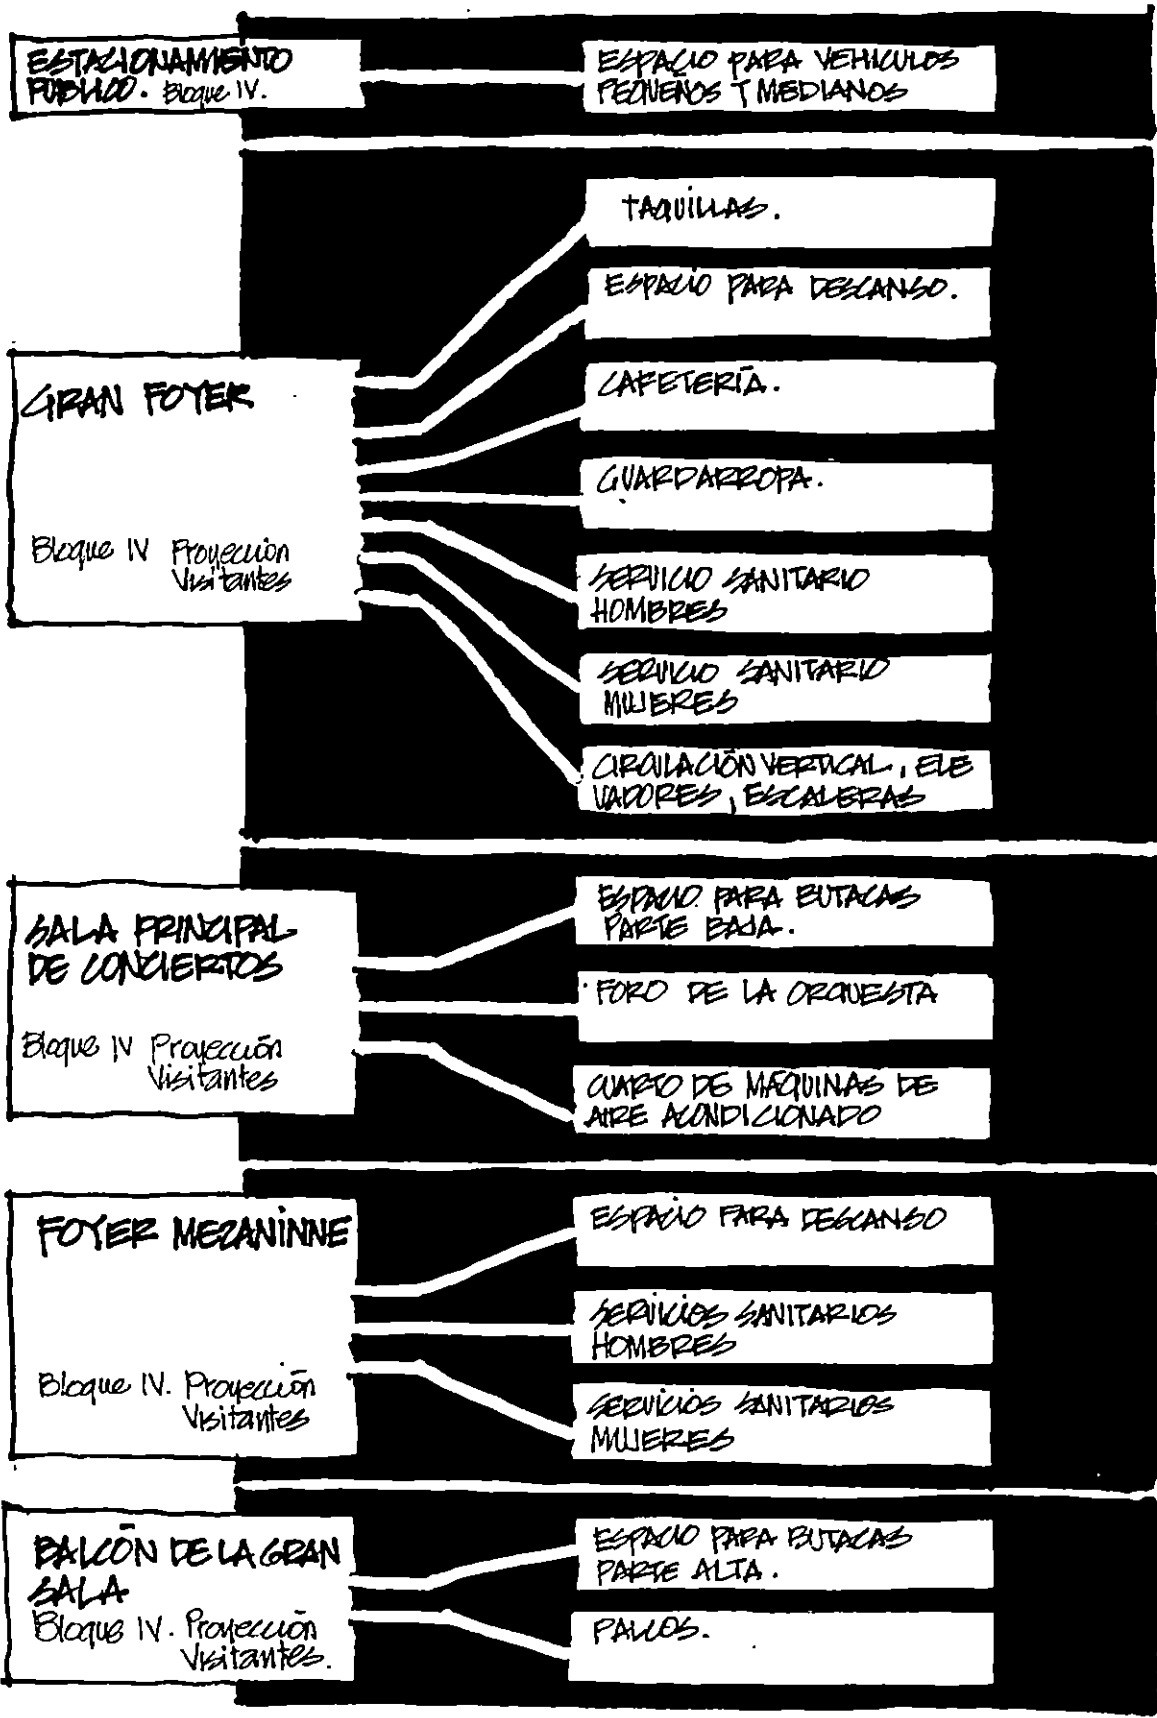 ESTACIONAMIENTO
PÚBLICO. Bloque IV.
ESPACIO PARA VEHICULOS
PEQUEÑOS Y MEDIANOS
GRAN FOYER
Bloque IV Proyección
Visitantes
TAQUILLAS.
ESPACIO PARA DESCANSO.
CAFETERÍA.
GUARDARROPA.
SERVICIO SANITARIO
HOMBRES
SERVICIO SANITARIO
MUJERES
CIRCULACIÓN VERTICAL, ELE
VADORES, ESCALERAS
SALA PRINCIPAL
DE CONCIERTOS
Bloque IV Proyección
Visitantes
ESPACIO PARA BUTACAS
PARTE BAJA.
FORO DE LA ORQUESTA
CUARTO DE MÁQUINAS DE
AIRE ACONDICIONADO
FOYER MEZANINNE
Bloque IV. Proyección
Visitantes
ESPACIO PARA DESCANSO
SERVICIOS SANITARIOS
HOMBRES
SERVICIOS SANITARIOS
MUJERES
BALCÓN DE LA GRAN
SALA
Bloque IV. Proyección
Visitantes.
ESPACIO PARA BUTACAS
PARTE ALTA.
PALCOS.